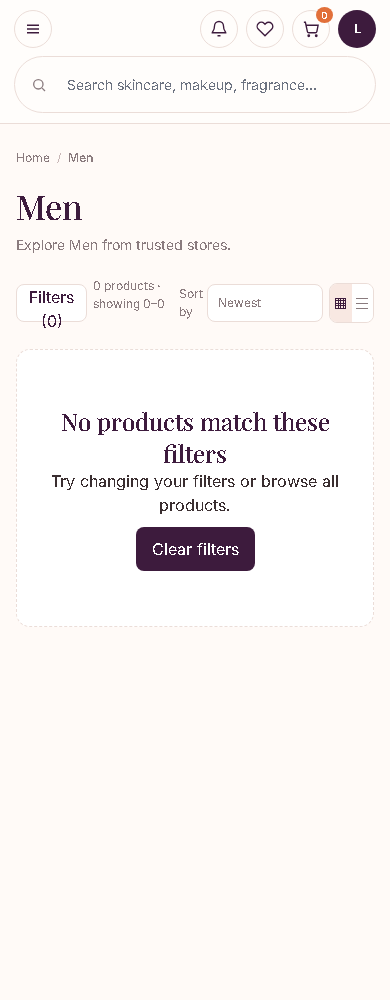 0
L
Search skincare, makeup, fragrance...
Home / Men
Men
Explore Men from trusted stores.
Filters
(0)
0 products ·
showing 0–0
Sort
by
Newest
No products match these
filters
Try changing your filters or browse all
products.
Clear filters